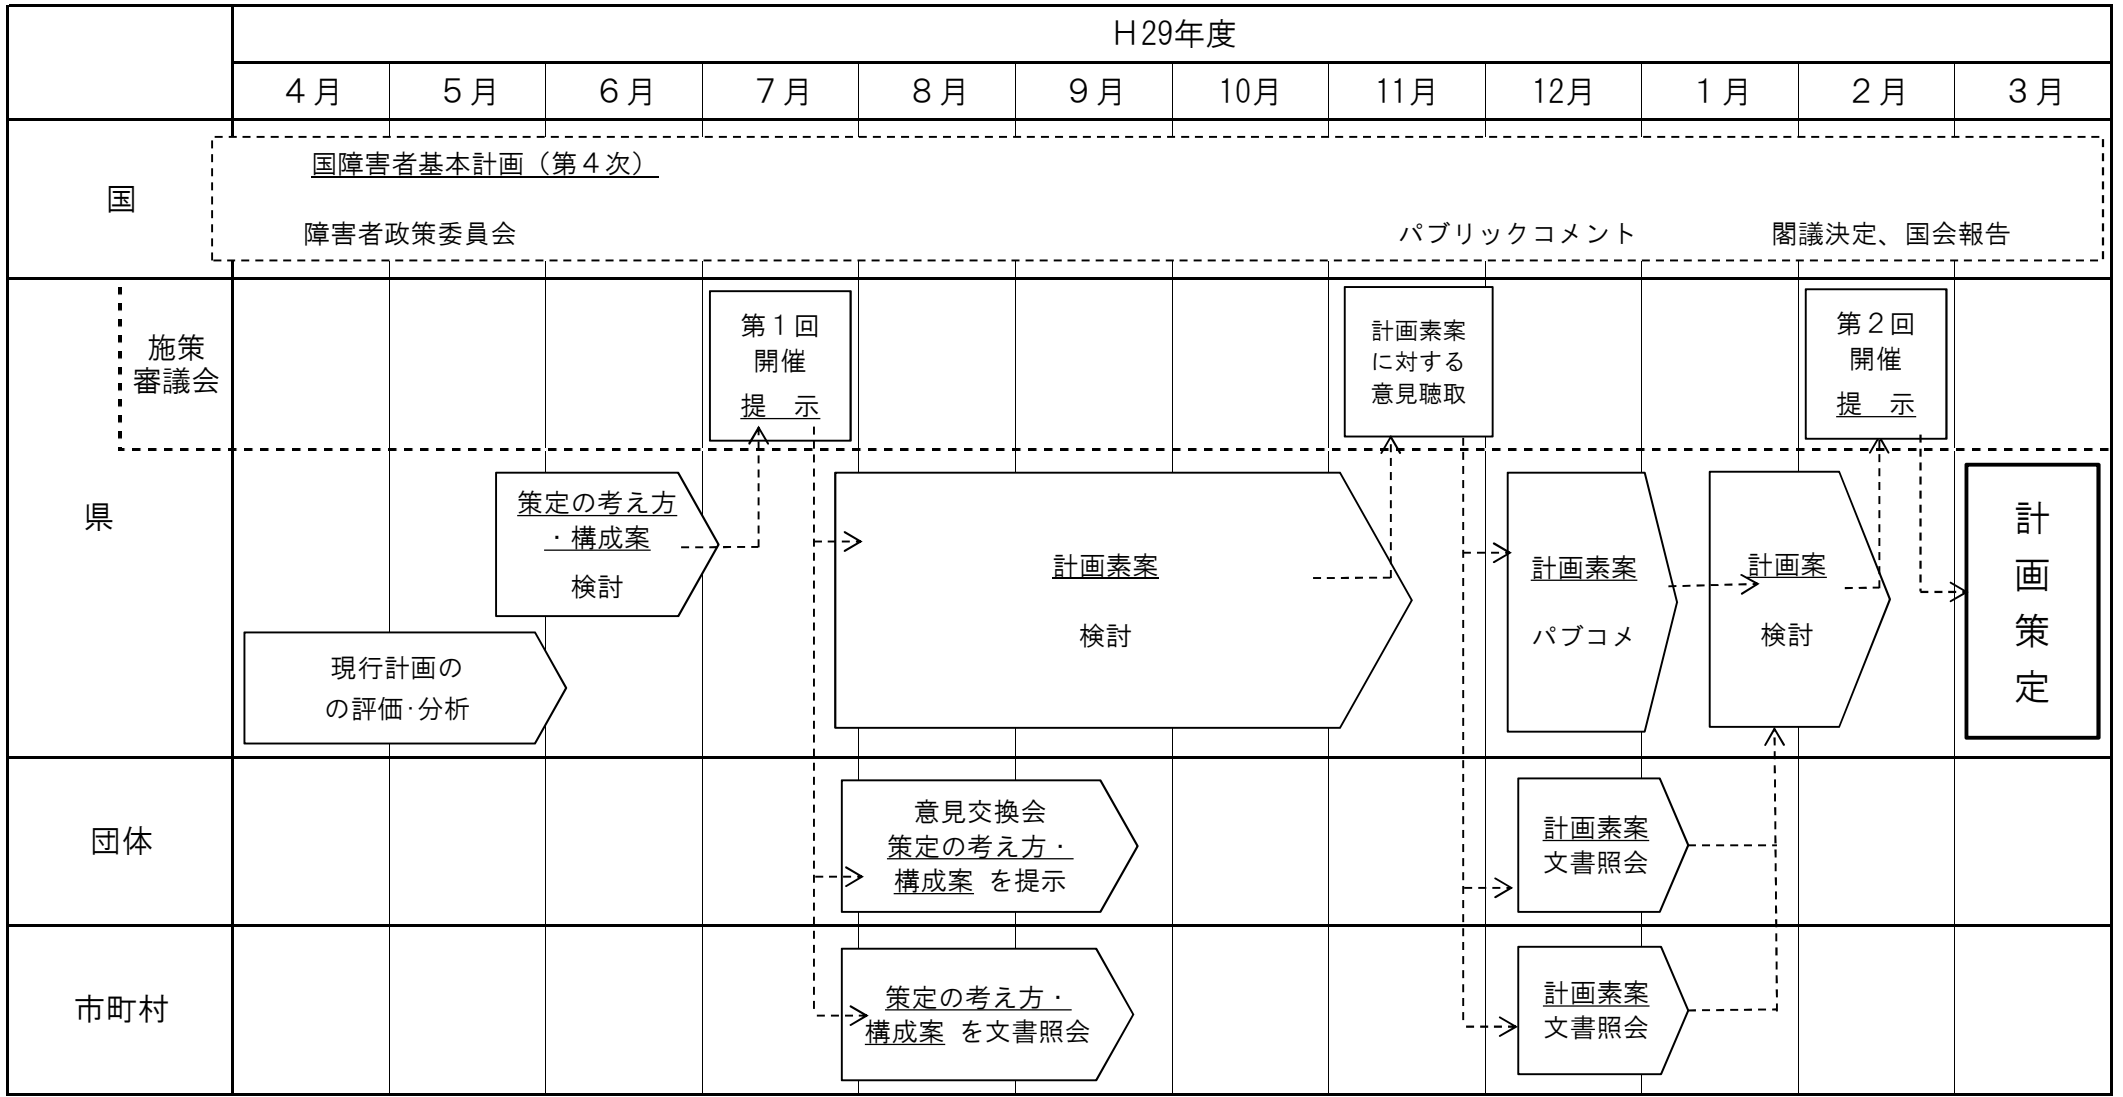 H29年度
４月
５月
６月
７月
８月
９月
10月
11月
12月
１月
２月
３月
国
国障害者基本計画（第４次）
障害者政策委員会
パブリックコメント
閣議決定、国会報告
施策
審議会
第１回
開催
提　示
計画素案
に対する
意見聴取
第２回
開催
提　示
県
策定の考え方
・構成案
検討
現行計画の
の評価･分析
計画素案
検討
計画素案
パブコメ
計画案
検討
計
画
策
定
団体
意見交換会
策定の考え方・
構成案 を提示
計画素案
文書照会
市町村
策定の考え方・
構成案 を文書照会
計画素案
文書照会